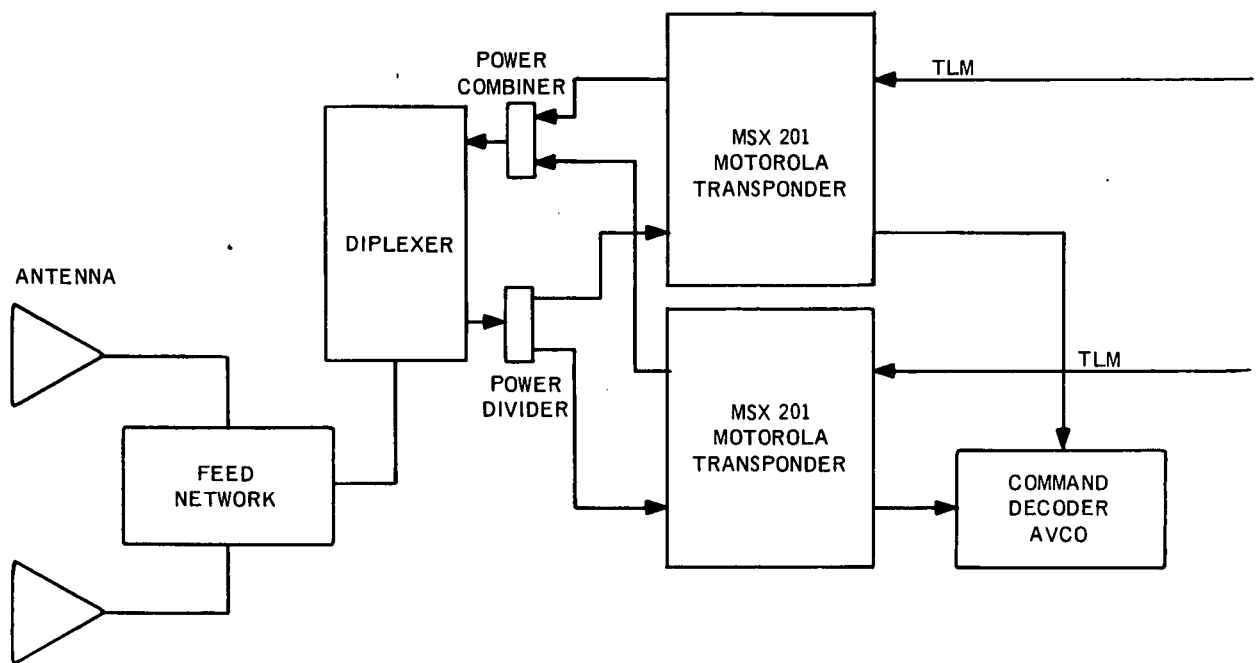 POWER
COMBINER
TLM
MSX 201
MOTOROLA
TRANSPONDER
DIPLEXER
ANTENNA
POWER
DIVIDER
TLM
MSX 201
MOTOROLA
TRANSPONDER
FEED
NETWORK
COMMAND
DECODER
AVCO